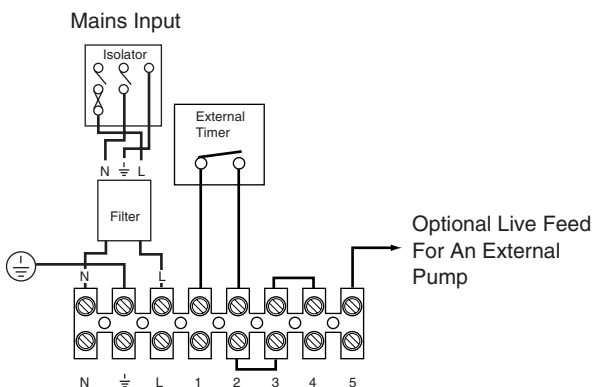 Mains Input
Isolator
External
Timer
N ⏚ L
Filter
Optional Live Feed
For An External
Pump
N L
N ⏚ L 1 2 3 4 5